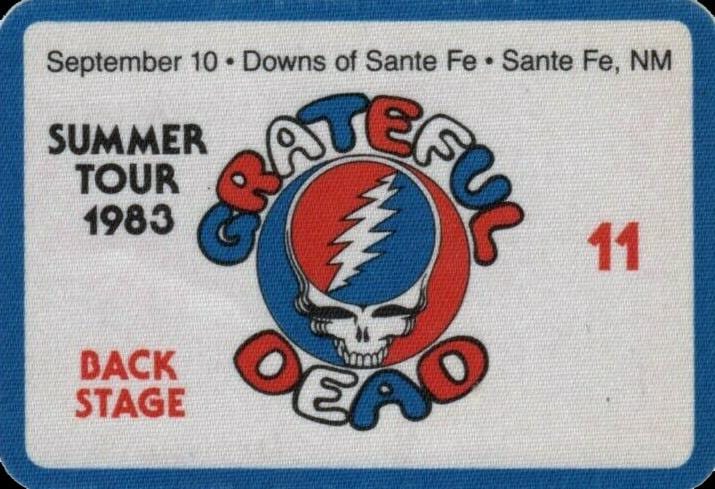 September 10 • Downs of Sante Fe • Sante Fe, NM
SUMMER
TOUR
1983
GRATEFUL
DEAD
11
BACK
STAGE